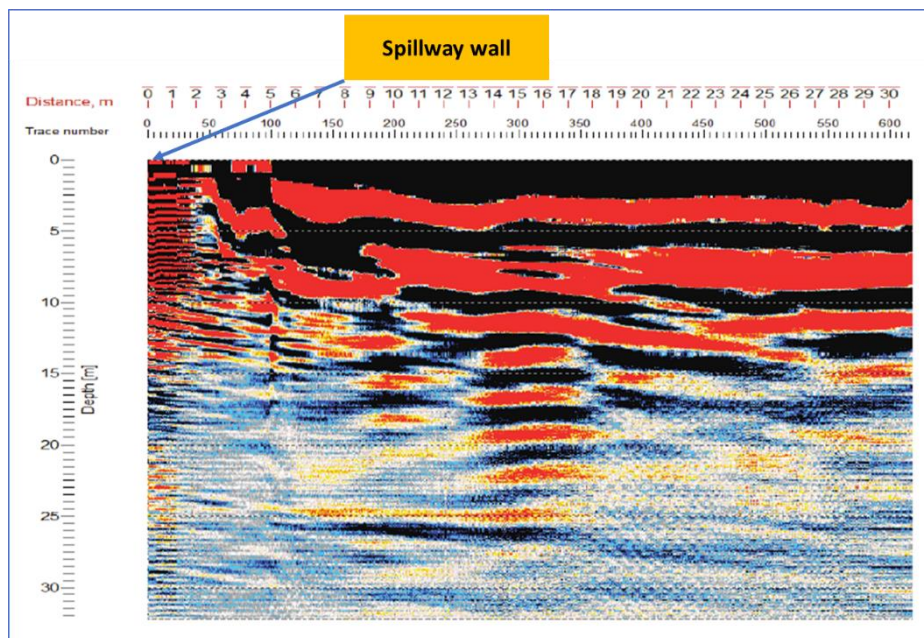 Spillway wall
Distance, m 0 1 2 3 4 5 6 7 8 9 10 11 12 13 14 15 16 17 18 19 20 21 22 23 24 25 26 27 28 29 30
Trace number 0 50 100 150 200 250 300 350 400 450 500 550 600
0
5
10
15
20
25
30
Depth [m]